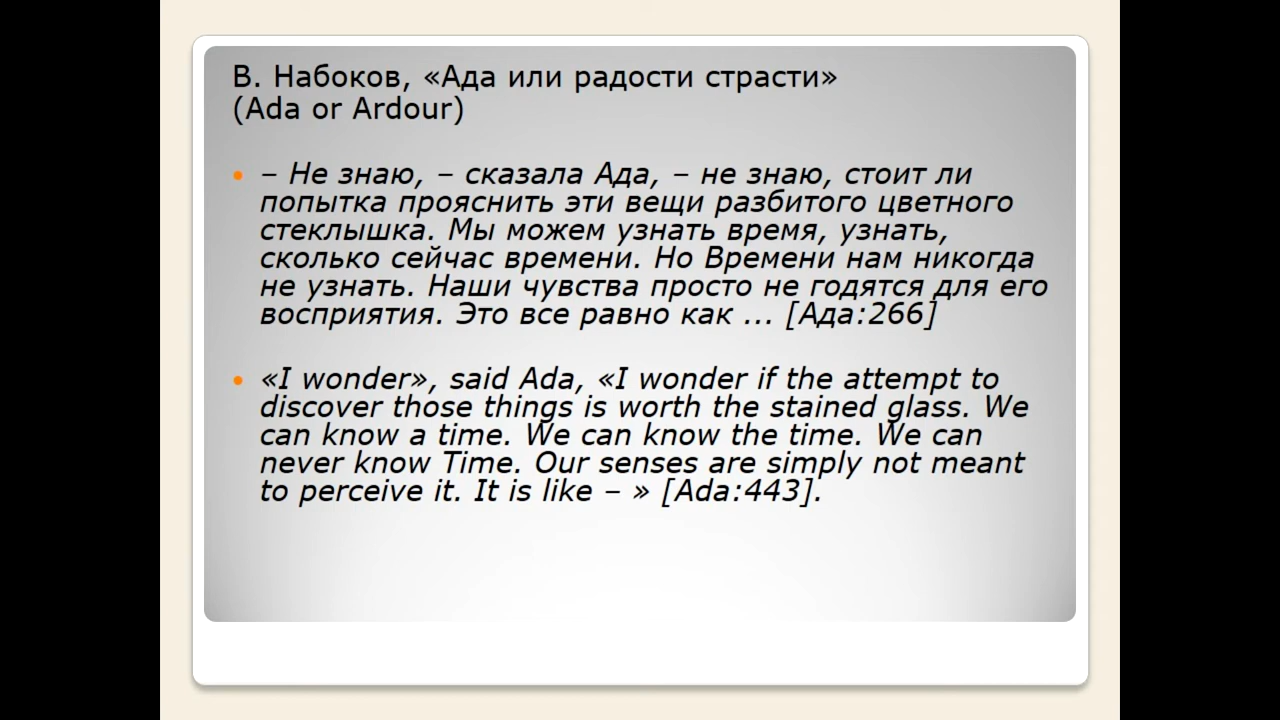 В. Набоков, «Ада или радости страсти»
(Ada or Ardour)
– Не знаю, – сказала Ада, – не знаю, стоит ли
попытка прояснить эти вещи разбитого цветного
стеклышка. Мы можем узнать время, узнать,
сколько сейчас времени. Но Времени нам никогда
не узнать. Наши чувства просто не годятся для его
восприятия. Это все равно как ... [Ада:266]
«I wonder», said Ada, «I wonder if the attempt to
discover those things is worth the stained glass. We
can know a time. We can know the time. We can
never know Time. Our senses are simply not meant
to perceive it. It is like – » [Ada:443].